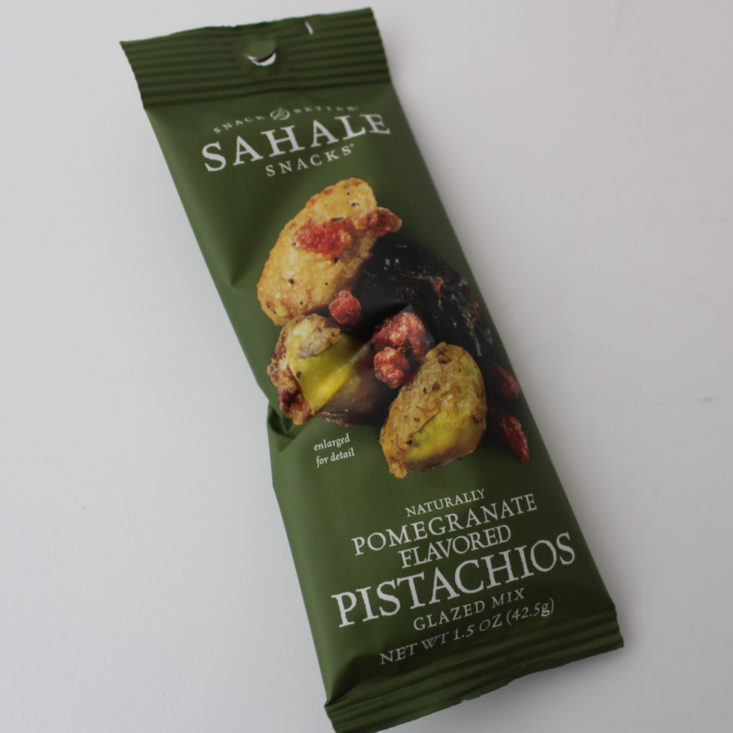 SNACK BETTER®
SAHALE
SNACKS®
enlarged
for detail
NATURALLY
POMEGRANATE
FLAVORED
PISTACHIOS
GLAZED MIX
NET WT 1.5 OZ (42.5g)